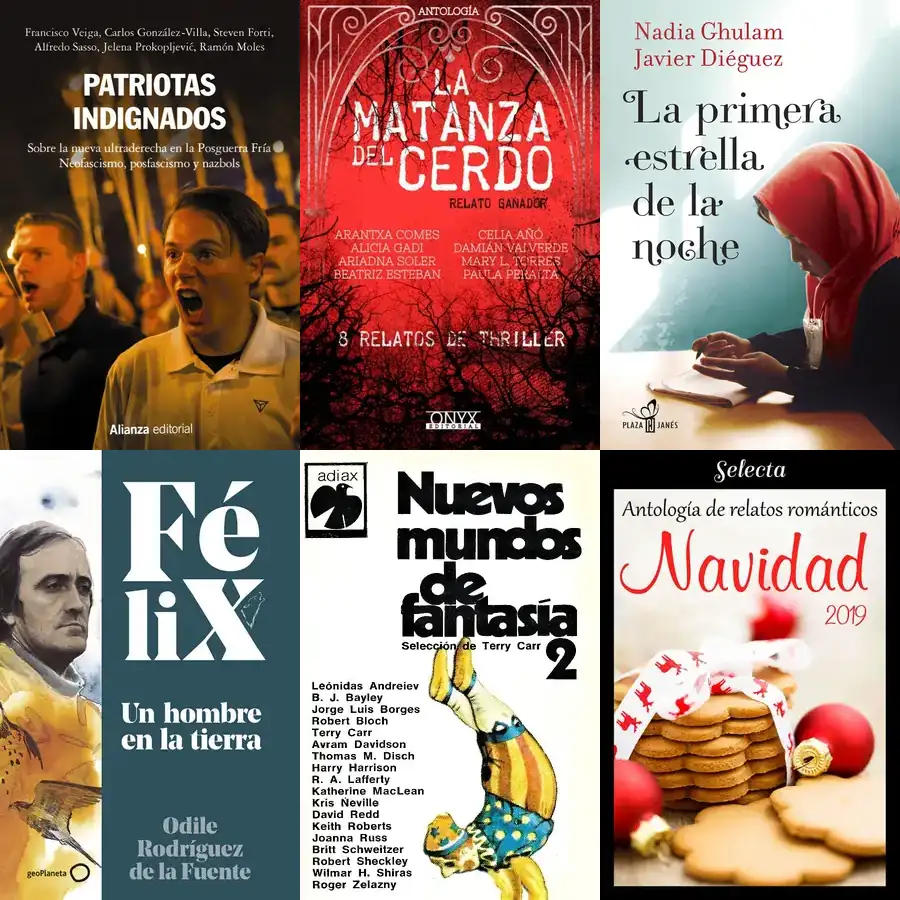 Francisco Veiga, Carlos González-Villa, Steven Forti,
Alfredo Sasso, Jelena Prokopljević, Ramón Moles
PATRIOTAS
INDIGNADOS
Sobre la nueva ultraderecha en la Posguerra Fría
Neofascismo, posfascismo y nazbols
Alianza editorial
ANTOLOGÍA
LA
MATANZA
DEL CERDO
RELATO GANADOR
ARANTXA COMES
ALICIA GADI
ARIADNA SOLER
BEATRIZ ESTEBAN
CELIA AÑÓ
DAMIÁN VALVERDE
MARY L. TORRES
PAULA PERALTA
8 RELATOS DE THRILLER
ONYX
EDITORIAL
Nadia Ghulam
Javier Diéguez
La primera
estrella
de la
noche
PLAZA JANÉS
Fé
liX
Un hombre
en la tierra
Odile
Rodríguez
de la Fuente
geoPlaneta
adiax
Nuevos
mundos
de
fantasía
2
Selección de Terry Carr
Leónidas Andreiev
B. J. Bayley
Jorge Luis Borges
Robert Bloch
Terry Carr
Avram Davidson
Thomas M. Disch
Harry Harrison
R. A. Lafferty
Katherine MacLean
Kris Neville
David Redd
Keith Roberts
Joanna Russ
Britt Schweitzer
Robert Sheckley
Wilmar H. Shiras
Roger Zelazny
Selecta
Antología de relatos románticos
Navidad
2019